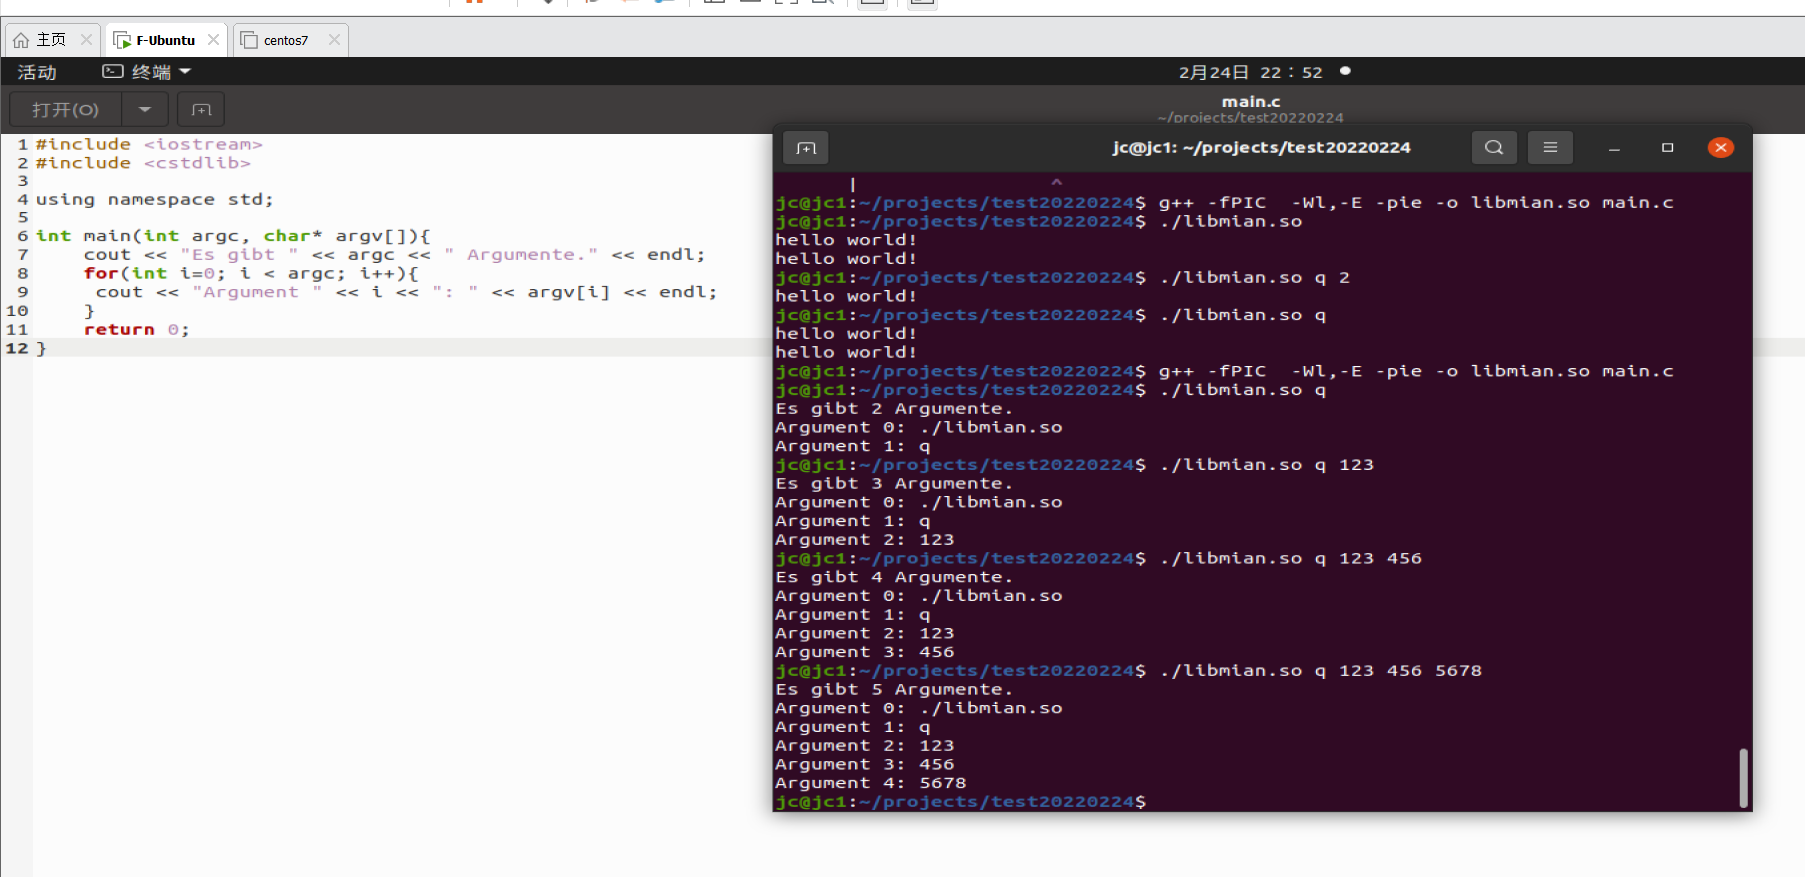 主页
F-Ubuntu
centos7
活动
终端
2月24日 22：52
打开(O)
main.c
~/projects/test20220224
1 #include <iostream>
2 #include <cstdlib>
3
4 using namespace std;
5
6 int main(int argc, char* argv[]){
7     cout << "Es gibt " << argc << " Argumente." << endl;
8     for(int i=0; i < argc; i++){
9      cout << "Argument " << i << ": " << argv[i] << endl;
10     }
11     return 0;
12 }
jc@jc1: ~/projects/test20220224
| ^
jc@jc1:~/projects/test20220224$ g++ -fPIC  -Wl,-E -pie -o libmian.so main.c
jc@jc1:~/projects/test20220224$ ./libmian.so
hello world!
hello world!
jc@jc1:~/projects/test20220224$ ./libmian.so q 2
hello world!
jc@jc1:~/projects/test20220224$ ./libmian.so q
hello world!
hello world!
jc@jc1:~/projects/test20220224$ g++ -fPIC  -Wl,-E -pie -o libmian.so main.c
jc@jc1:~/projects/test20220224$ ./libmian.so q
Es gibt 2 Argumente.
Argument 0: ./libmian.so
Argument 1: q
jc@jc1:~/projects/test20220224$ ./libmian.so q 123
Es gibt 3 Argumente.
Argument 0: ./libmian.so
Argument 1: q
Argument 2: 123
jc@jc1:~/projects/test20220224$ ./libmian.so q 123 456
Es gibt 4 Argumente.
Argument 0: ./libmian.so
Argument 1: q
Argument 2: 123
Argument 3: 456
jc@jc1:~/projects/test20220224$ ./libmian.so q 123 456 5678
Es gibt 5 Argumente.
Argument 0: ./libmian.so
Argument 1: q
Argument 2: 123
Argument 3: 456
Argument 4: 5678
jc@jc1:~/projects/test20220224$